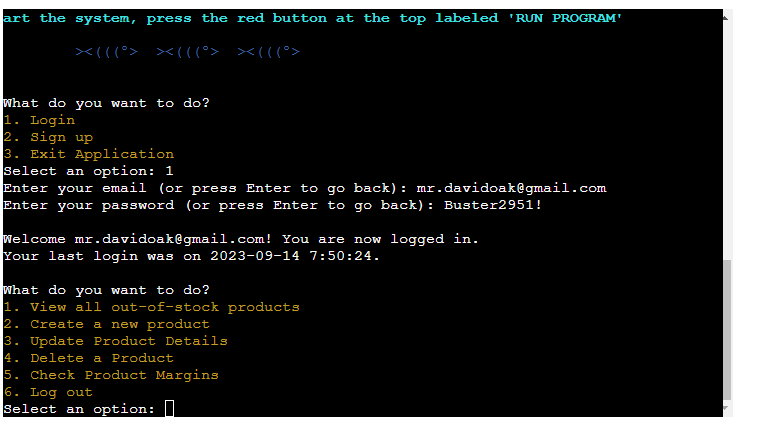 art the system, press the red button at the top labeled 'RUN PROGRAM'
><(((°> ><(((°> ><(((°>
What do you want to do?
1. Login
2. Sign up
3. Exit Application
Select an option: 1
Enter your email (or press Enter to go back): mr.davidoak@gmail.com
Enter your password (or press Enter to go back): Buster2951!
Welcome mr.davidoak@gmail.com! You are now logged in.
Your last login was on 2023-09-14 7:50:24.
What do you want to do?
1. View all out-of-stock products
2. Create a new product
3. Update Product Details
4. Delete a Product
5. Check Product Margins
6. Log out
Select an option: